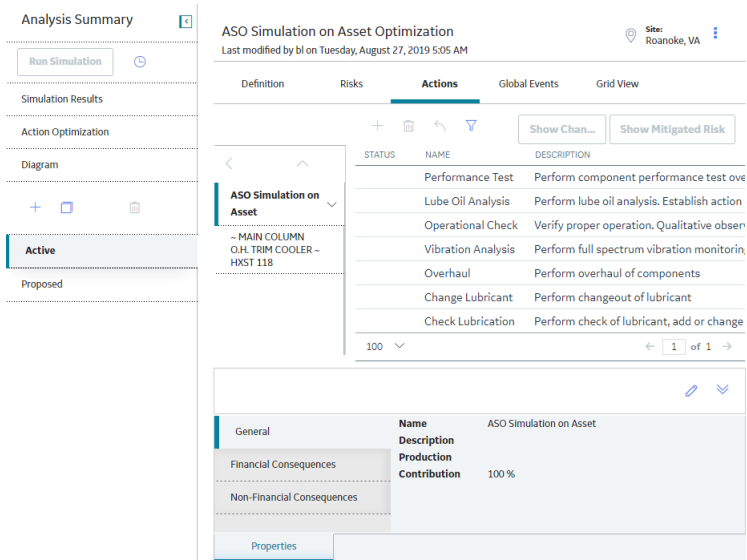 Analysis Summary
Run Simulation
Simulation Results
Action Optimization
Diagram
Active
Proposed
ASO Simulation on Asset Optimization
Last modified by bl on Tuesday, August 27, 2019 5:05 AM
Site:
Roanoke, VA
Definition Risks Actions Global Events Grid View
Show Chan... Show Mitigated Risk
ASO Simulation on
Asset
~ MAIN COLUMN
O.H. TRIM COOLER ~
HXST 118
STATUS NAME DESCRIPTION
Performance Test Perform component performance test ove
Lube Oil Analysis Perform lube oil analysis. Establish action
Operational Check Verify proper operation. Qualitative observ
Vibration Analysis Perform full spectrum vibration monitoring
Overhaul Perform overhaul of components
Change Lubricant Perform changeout of lubricant
Check Lubrication Perform check of lubricant, add or change
100 1 of 1
General
Financial Consequences
Non-Financial Consequences
Name ASO Simulation on Asset
Description
Production
Contribution 100 %
Properties